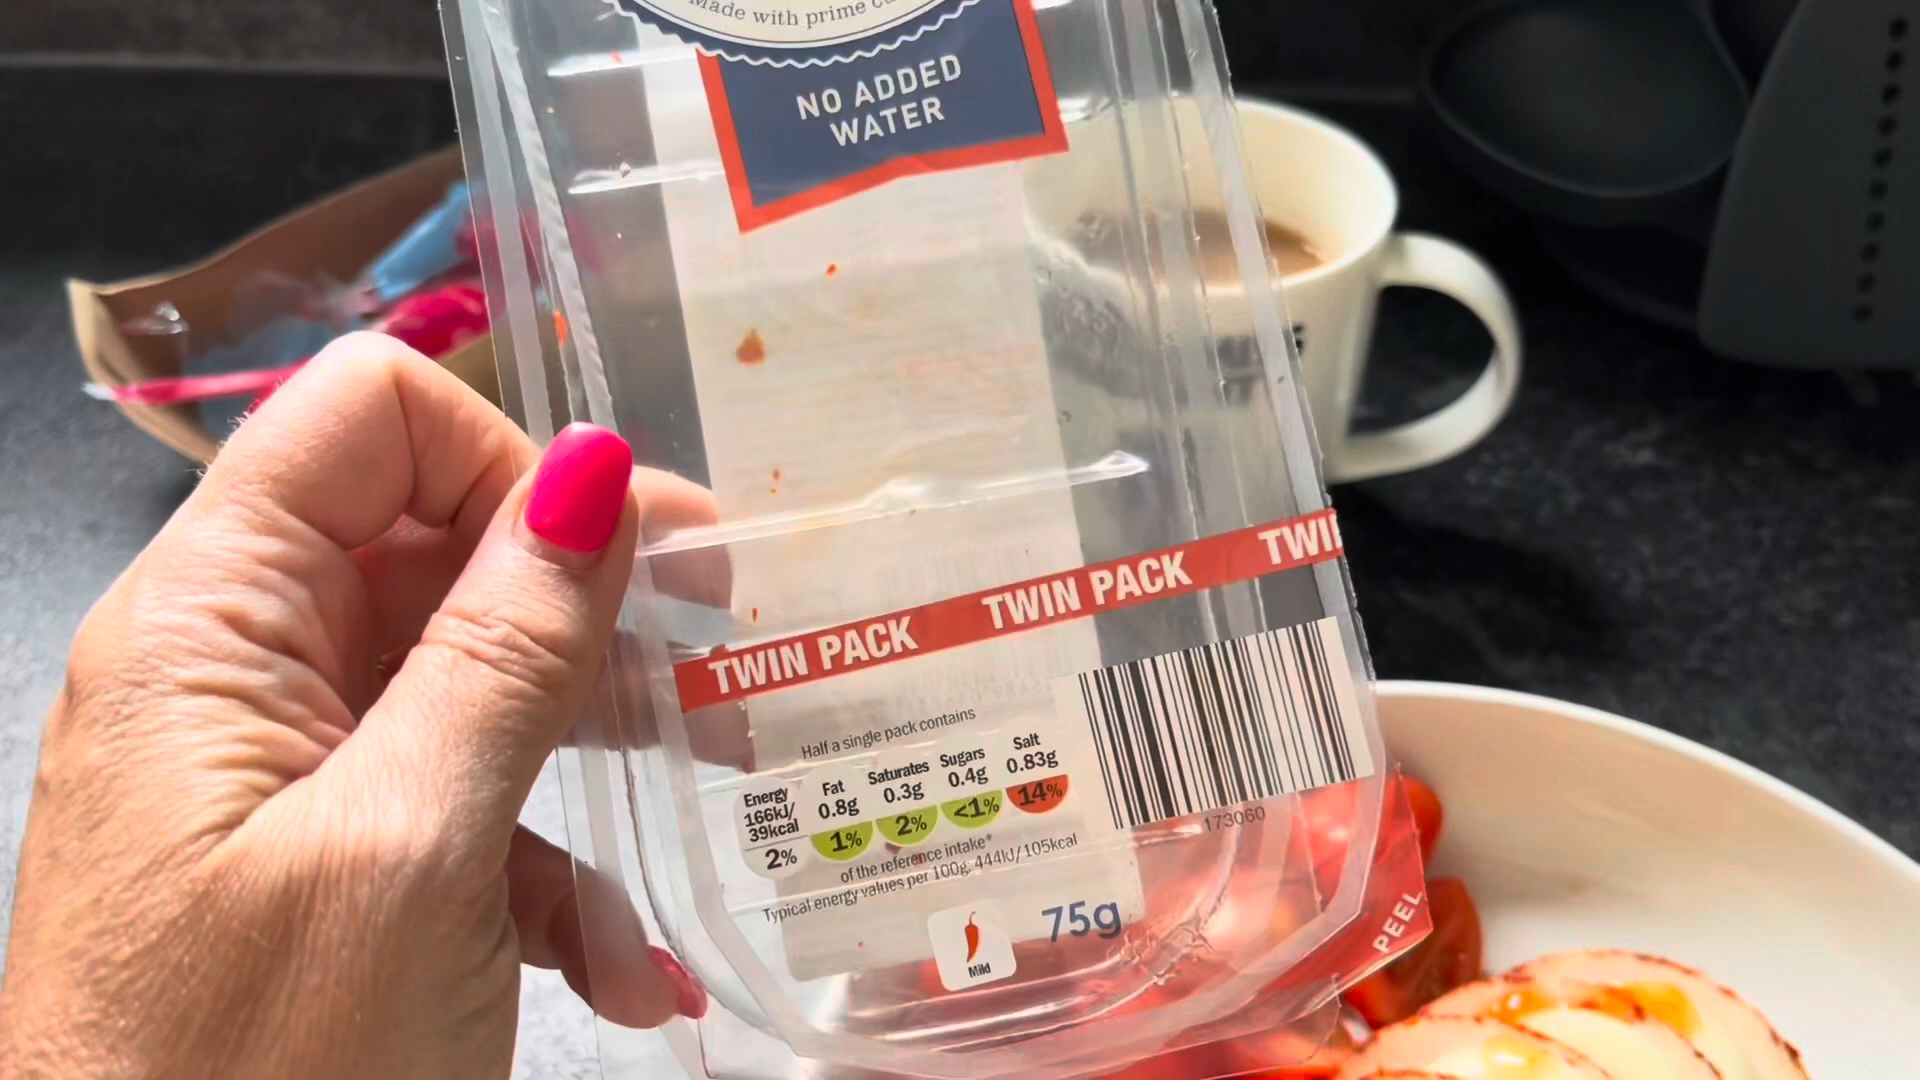 Made with prime
NO ADDED
WATER
TWIN PACK TWIN PACK TWI
Half a single pack contains
Energy
166kJ/
39kcal
2%
Fat
0.8g
1%
Saturates
0.3g
2%
Sugars
0.4g
<1%
Salt
0.83g
14%
of the reference intake*
Typical energy values per 100g: 444kJ/105kcal
173060
Mild
75g
PEEL